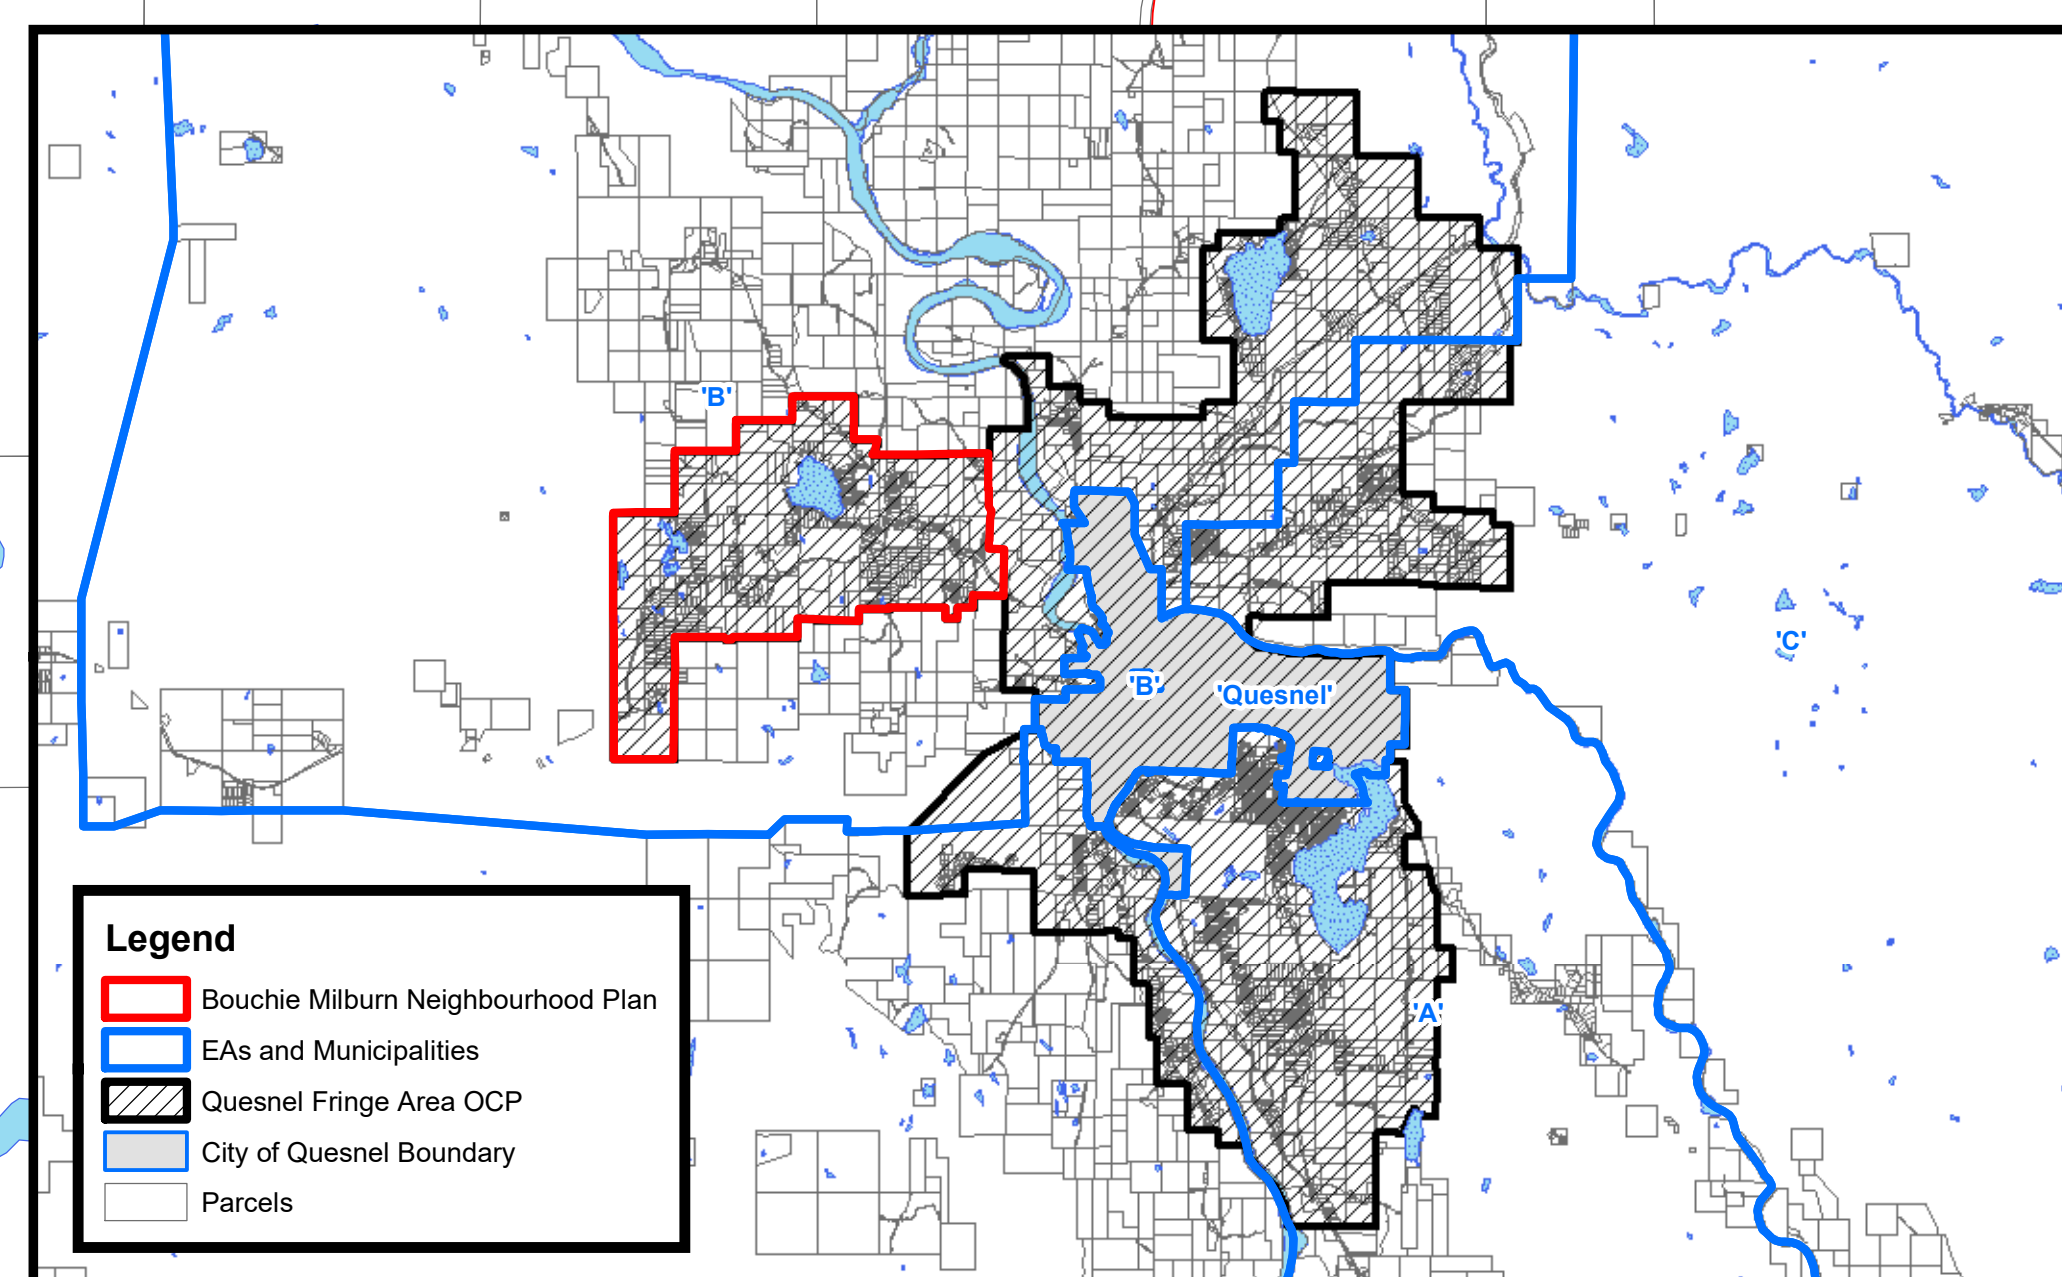 'B'
'C'
'B'
'Quesnel'
'A'
Legend
Bouchie Milburn Neighbourhood Plan
EAs and Municipalities
Quesnel Fringe Area OCP
City of Quesnel Boundary
Parcels